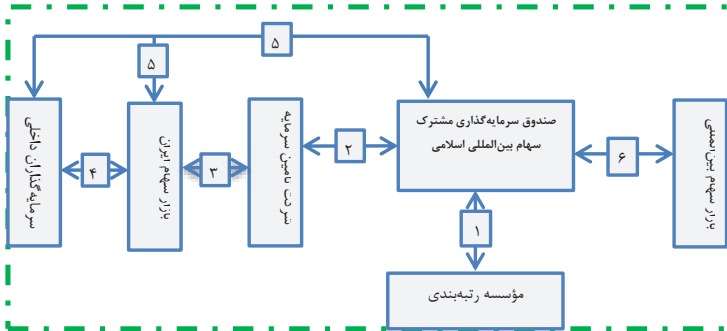 ۵
۵
صندوق سرمایه‌گذاری مشترک
سهام بین‌المللی اسلامی
بازار سهام بین‌المللی
۶
۲
شرکت تامین سرمایه
۳
بازار سهام ایران
۴
سرمایه‌گذاران داخلی
۱
مؤسسه رتبه‌بندی